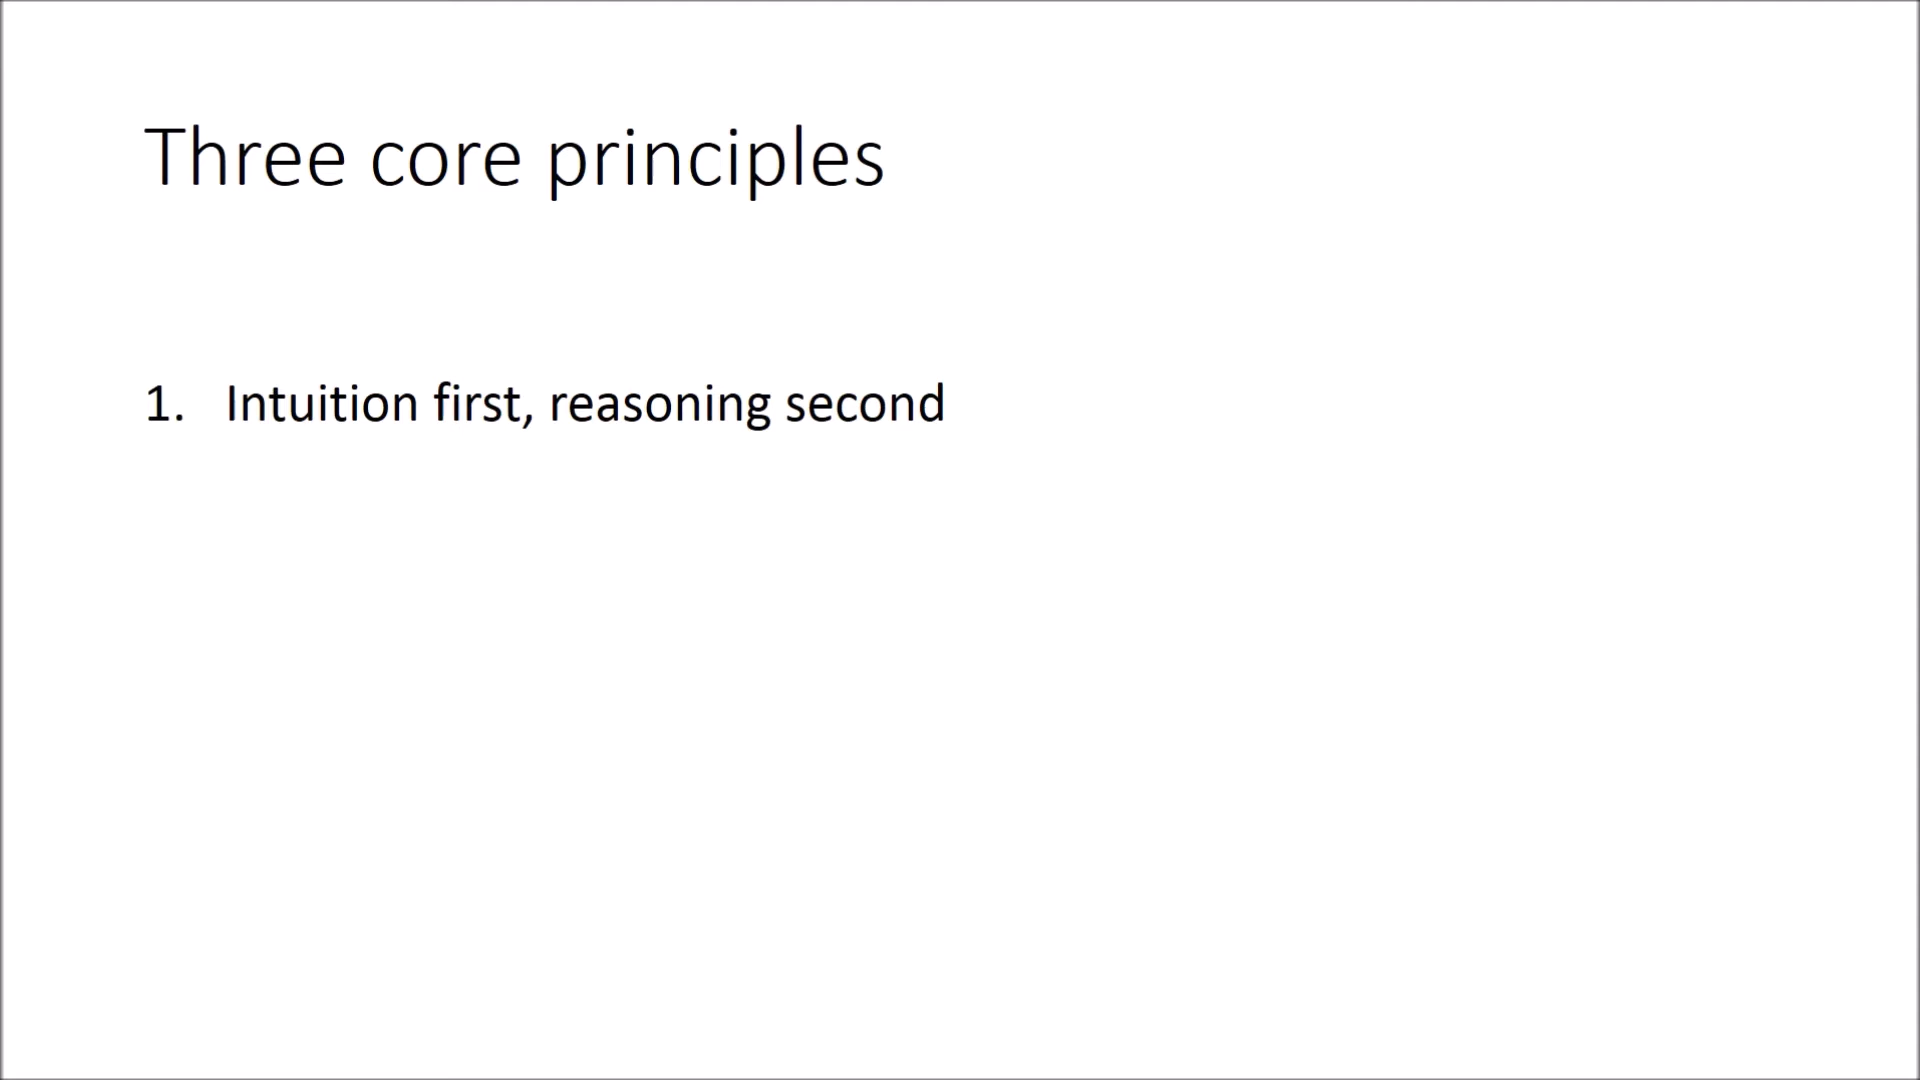 Three core principles
1. Intuition first, reasoning second